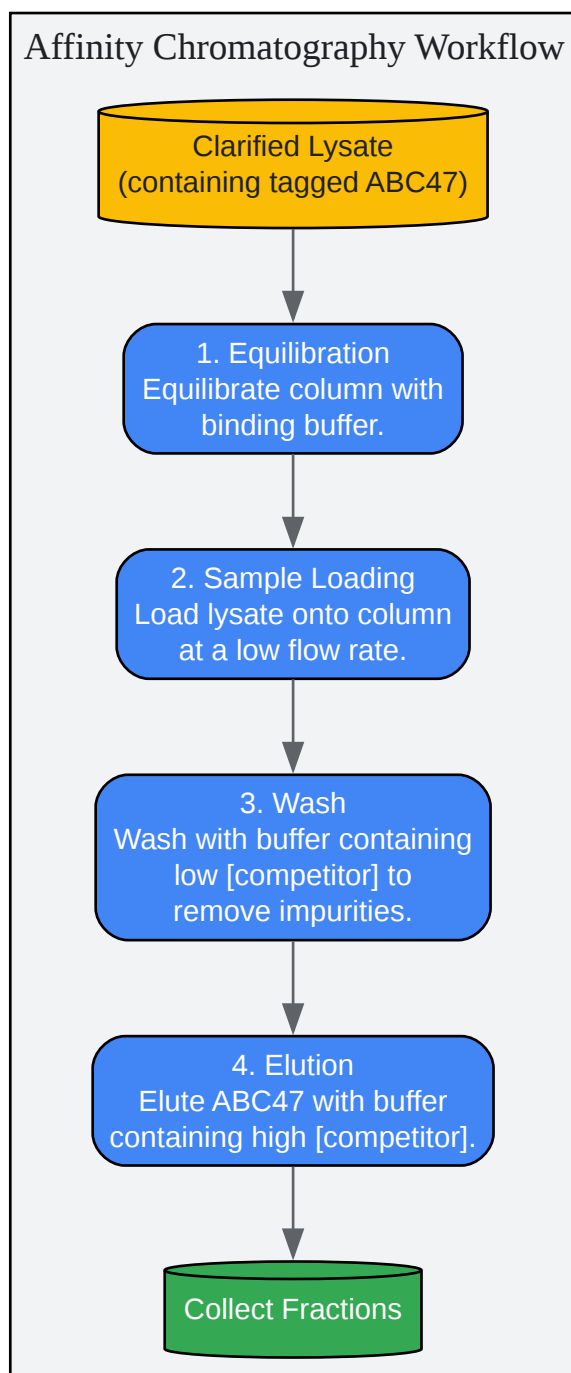 Affinity Chromatography Workflow
Clarified Lysate
(containing tagged ABC47)
1. Equilibration
Equilibrate column with
binding buffer.
2. Sample Loading
Load lysate onto column
at a low flow rate.
3. Wash
Wash with buffer containing
low [competitor] to
remove impurities.
4. Elution
Elute ABC47 with buffer
containing high [competitor].
Collect Fractions